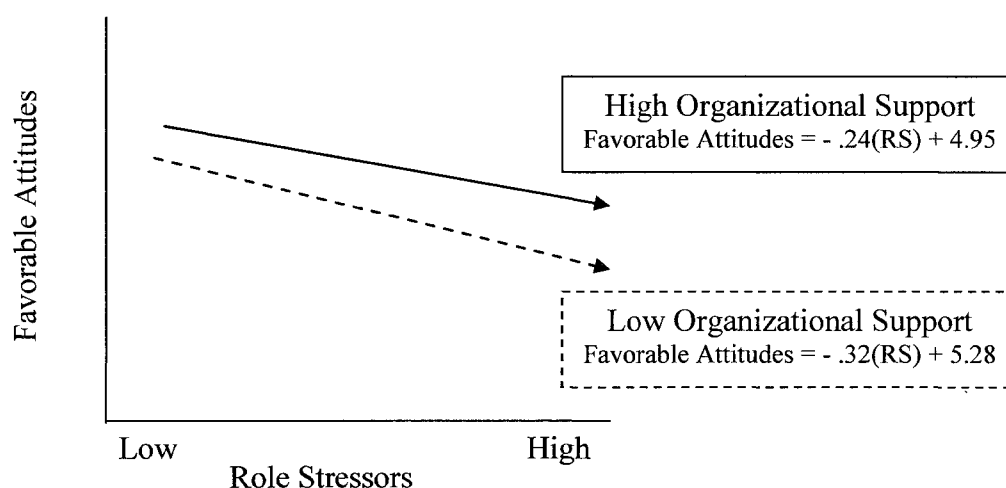 Favorable Attitudes
High Organizational Support
Favorable Attitudes = - .24(RS) + 4.95
Low Organizational Support
Favorable Attitudes = - .32(RS) + 5.28
Low
High
Role Stressors